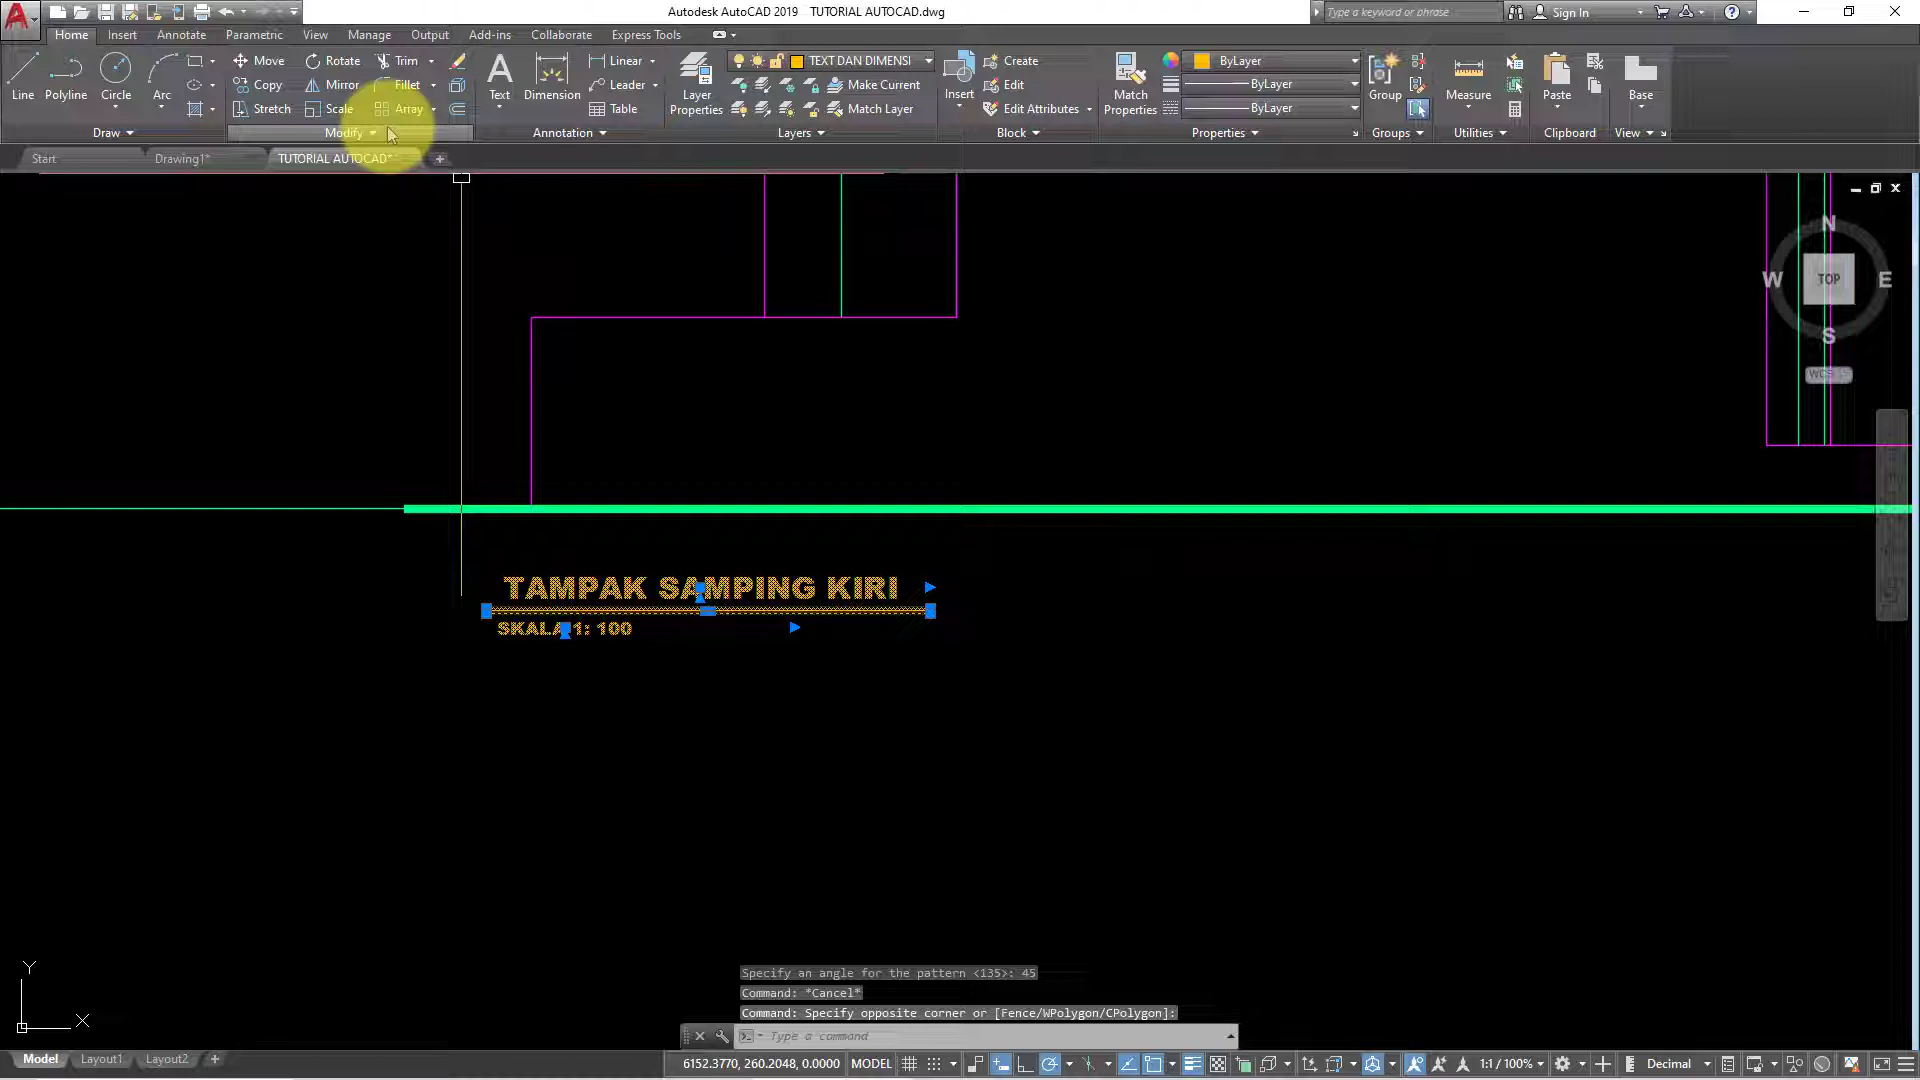 Autodesk AutoCAD 2019 TUTORIAL AUTOCAD.dwg
Type a keyword or phrase
Sign In
Home Insert Annotate Parametric View Manage Output Add-ins Collaborate Express Tools
Line Polyline Circle Arc
Move Rotate Trim
Copy Mirror Fillet
Stretch Scale Array
Text Dimension
Linear
Leader
Table
Layer Properties
TEXT DAN DIMENSI
Make Current
Match Layer
Insert
Create
Edit
Edit Attributes
Match Properties
ByLayer
ByLayer
ByLayer
Group
Measure
Paste
Base
Draw Modify Annotation Layers Block Properties Groups Utilities Clipboard View
Start Drawing1* TUTORIAL AUTOCAD*
N
W TOP E
S
WCS
TAMPAK SAMPING KIRI
SKALA 1: 100
Y
X
Specify an angle for the pattern <135>: 45
Command: *Cancel*
Command: Specify opposite corner or [Fence/WPolygon/CPolygon]:
Type a command
Model Layout1 Layout2
6152.3770, 260.2048, 0.0000 MODEL
1:1 / 100%
Decimal